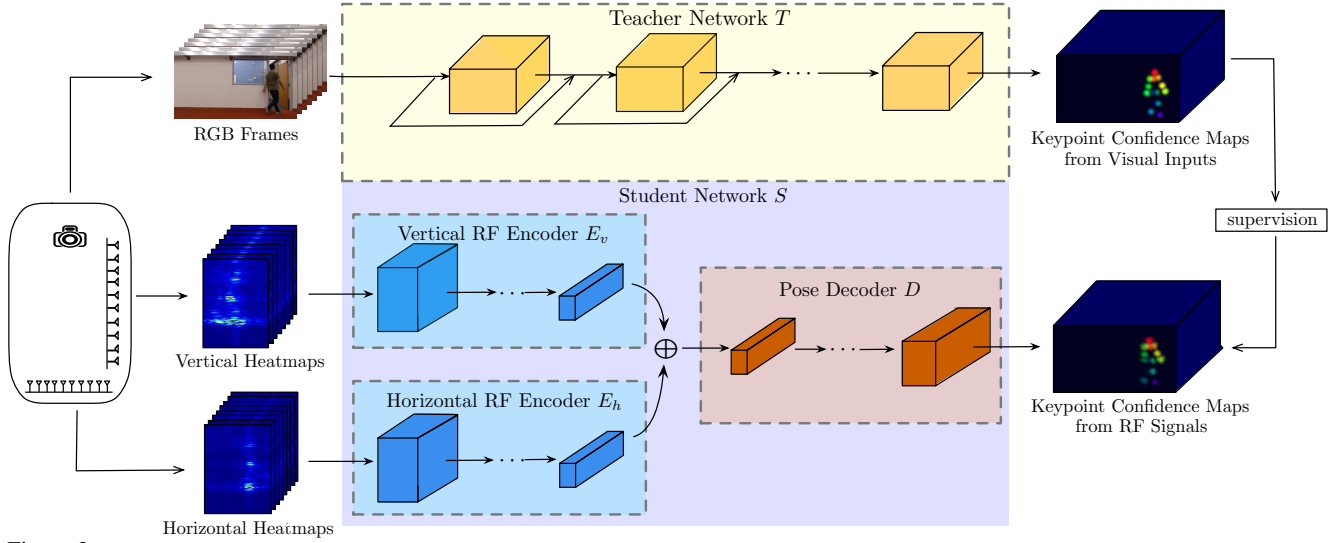 Teacher Network T
RGB Frames
Keypoint Confidence Maps
from Visual Inputs
Student Network S
supervision
Vertical RF Encoder E_v
Pose Decoder D
Vertical Heatmaps
Horizontal RF Encoder E_h
Keypoint Confidence Maps
from RF Signals
Horizontal Heatmaps